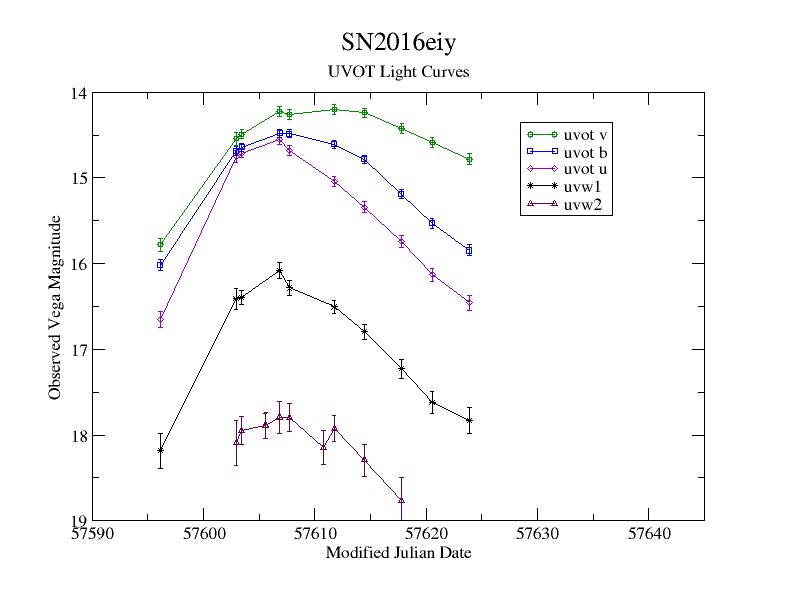 SN2016eiy
UVOT Light Curves
14
15
16
17
18
19
Observed Vega Magnitude
uvot v
uvot b
uvot u
uvw1
uvw2
57590
57600
57610
57620
57630
57640
Modified Julian Date